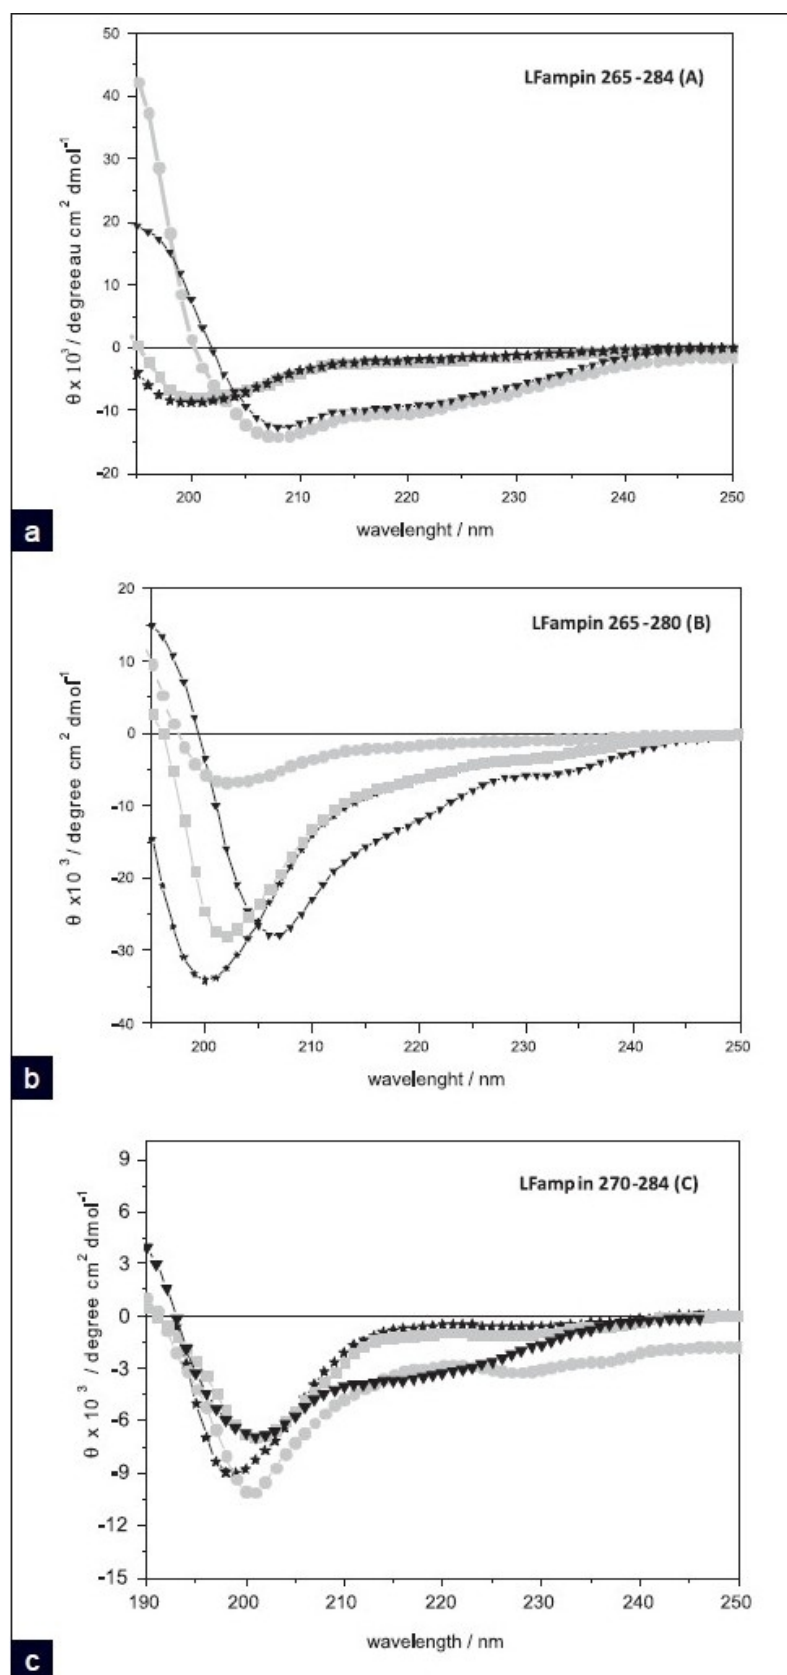 50
LFampin 265-284 (A)
40
30
20
10
0
-10
-20
θ x 10³ / degreeau cm² dmol⁻¹
200 210 220 230 240 250
wavelenght / nm
a
20
LFampin 265-280 (B)
10
0
-10
-20
-30
-40
θ x10³ / degree cm² dmol⁻¹
200 210 220 230 240 250
wavelenght / nm
b
9
LFampin 270-284 (C)
6
3
0
-3
-6
-9
-12
-15
θ x 10³ / degree cm² dmol⁻¹
190 200 210 220 230 240 250
wavelength / nm
c